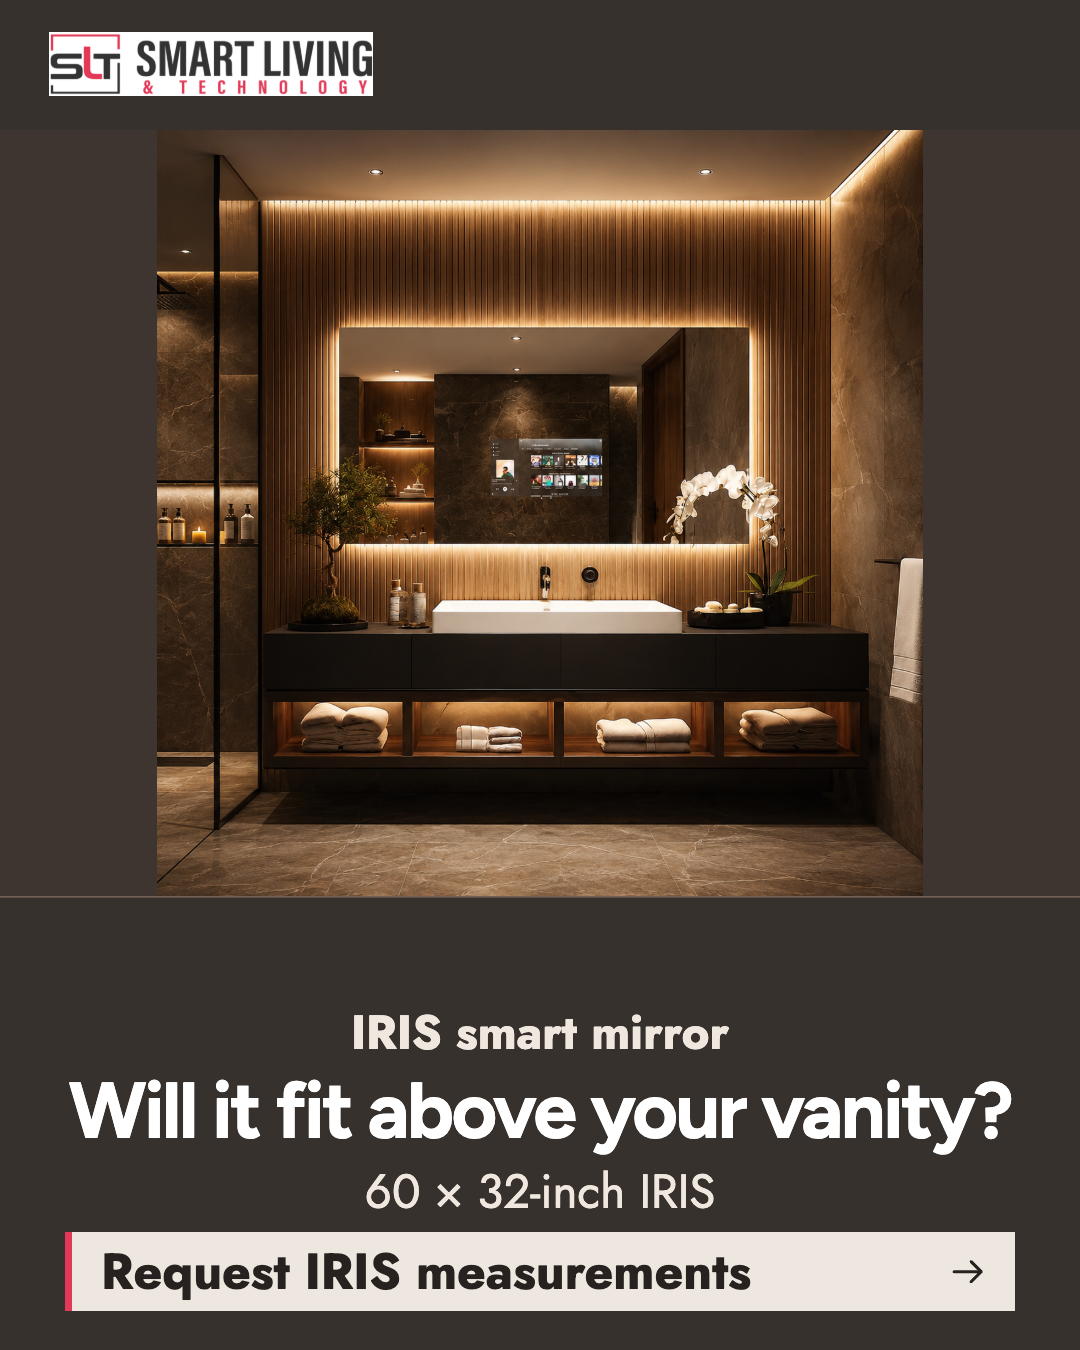 SLT SMART LIVING
& TECHNOLOGY
IRIS smart mirror
Will it fit above your vanity?
60 × 32-inch IRIS
Request IRIS measurements →